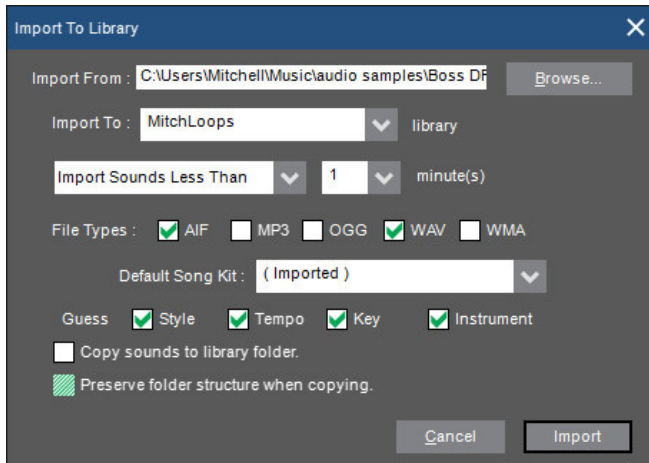 Import To Library
Import From : C:\Users\Mitchell\Music\audio samples\Boss Browse...
Import To : MitchLoops library
Import Sounds Less Than 1 minute(s)
File Types : AIF MP3 OGG WAV WMA
Default Song Kit : ( Imported )
Guess Style Tempo Key Instrument
Copy sounds to library folder.
Preserve folder structure when copying.
Cancel Import